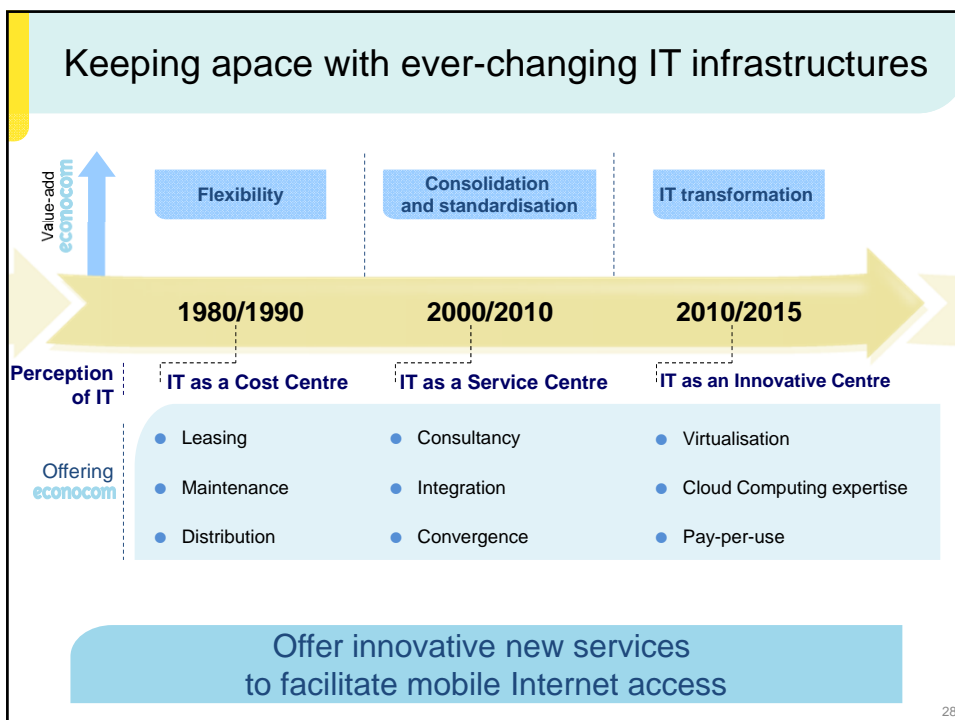 Keeping apace with ever-changing IT infrastructures
Value-add
econocom
Flexibility
Consolidation
and standardisation
IT transformation
1980/1990
2000/2010
2010/2015
Perception
of IT
IT as a Cost Centre
IT as a Service Centre
IT as an Innovative Centre
Offering
econocom
Leasing
Maintenance
Distribution
Consultancy
Integration
Convergence
Virtualisation
Cloud Computing expertise
Pay-per-use
Offer innovative new services
to facilitate mobile Internet access
28